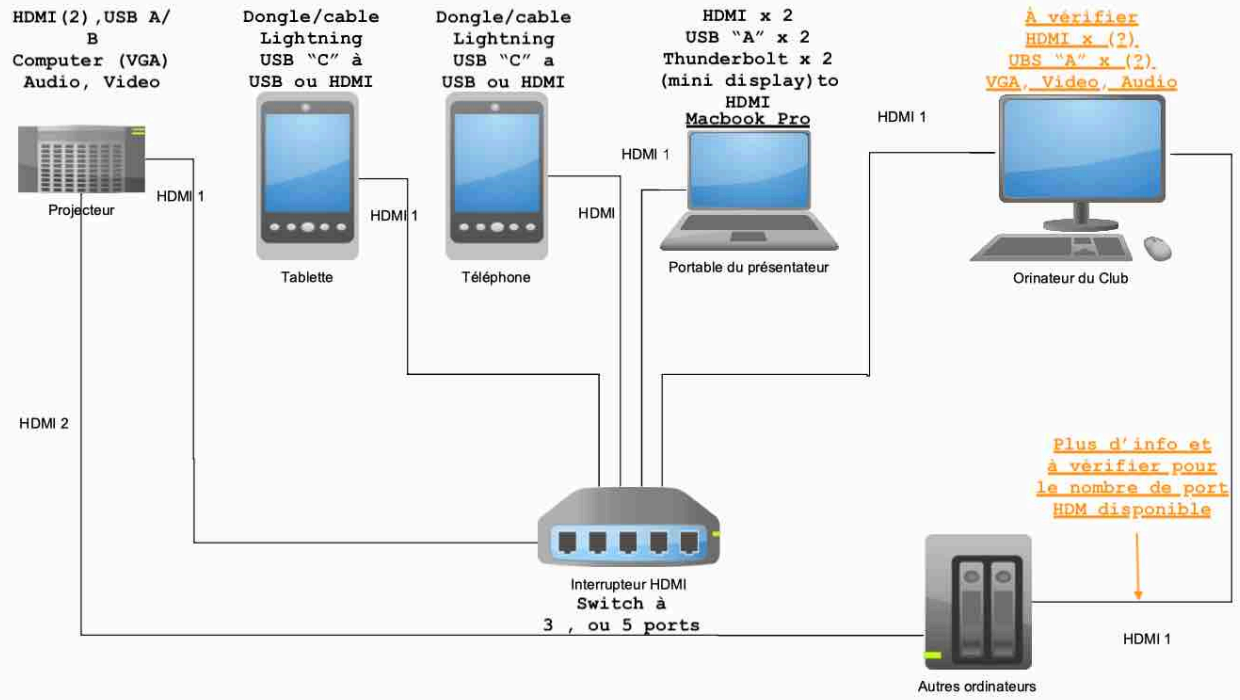 HDMI(2),USB A/
B
Computer (VGA)
Audio, Video
Dongle/cable
Lightning
USB “C” à
USB ou HDMI
Dongle/cable
Lightning
USB “C” a
USB ou HDMI
HDMI x 2
USB “A” x 2
Thunderbolt x 2
(mini display)to
HDMI
Macbook Pro
À vérifier
HDMI x (?)
UBS “A” x (?)
VGA, Video, Audio
HDMI 1
HDMI 1
HDMI 1
HDMI 1
HDMI
Projecteur
Tablette
Téléphone
Portable du présentateur
Orinateur du Club
HDMI 2
Plus d’info et
à vérifier pour
le nombre de port
HDM disponible
Interrupteur HDMI
Switch à
3 , ou 5 ports
HDMI 1
Autres ordinateurs